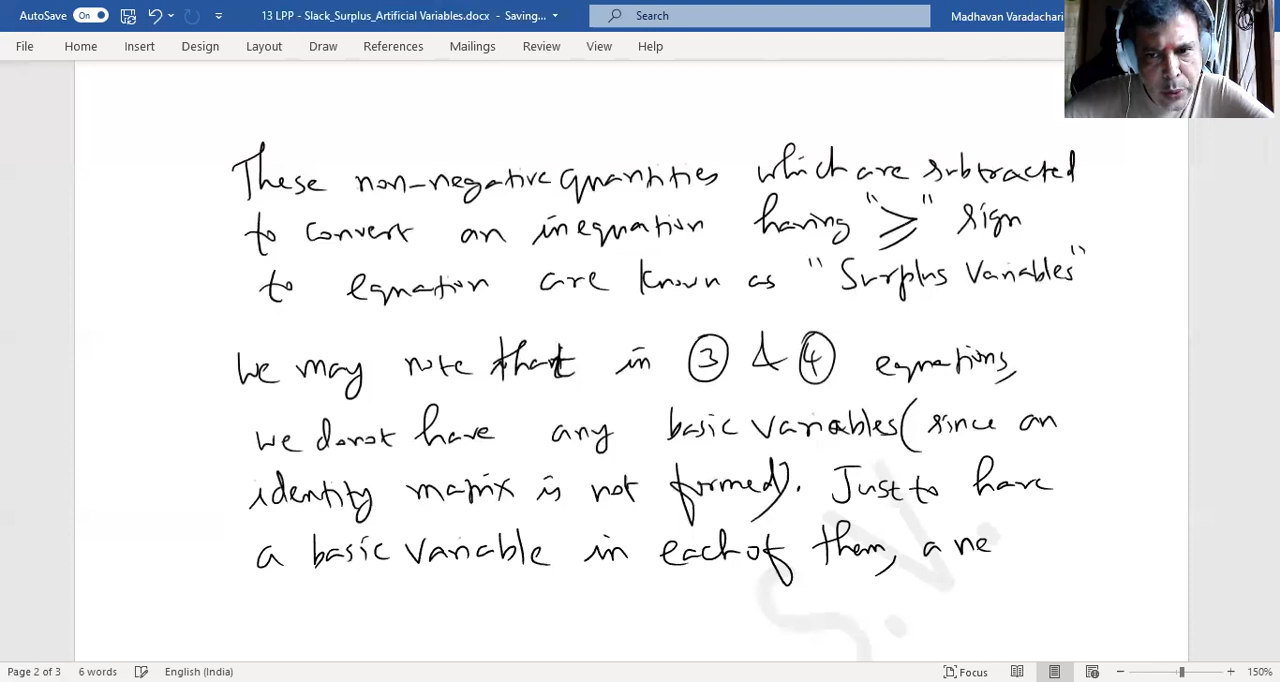 AutoSave On 13 LPP - Slack_Surplus_Artificial Variables.docx - Saving... Search Madhavan Varadachari
File Home Insert Design Layout Draw References Mailings Review View Help
These non-negative quantities which are subtracted
to convert an inequation having "≥" sign
to equation are known as "Surplus Variables"
We may note that in ③ & ④ equations,
we donot have any basic variables (since an
identity matrix is not formed). Just to have
a basic variable in each of them, a ne
S.V.
Page 2 of 3 6 words English (India) Focus 150%